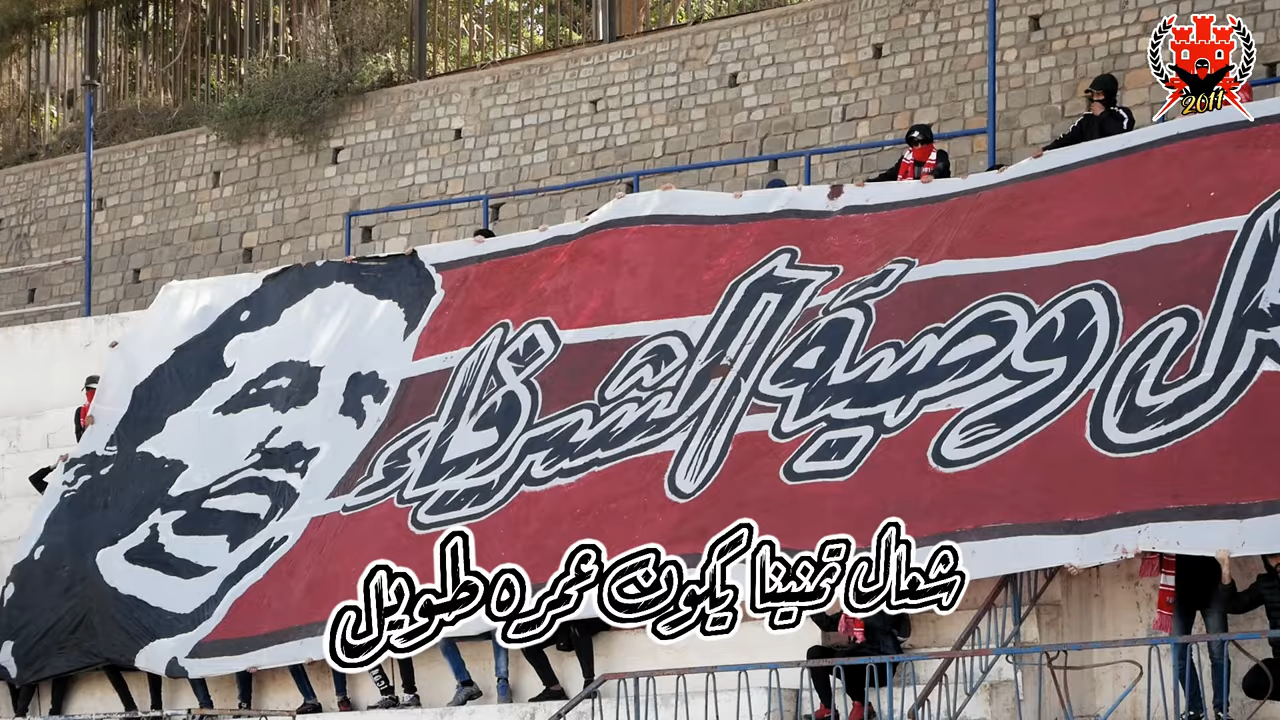 2011
ل وصية الشرفاء
شحال تمنينا يكون عمره طويل